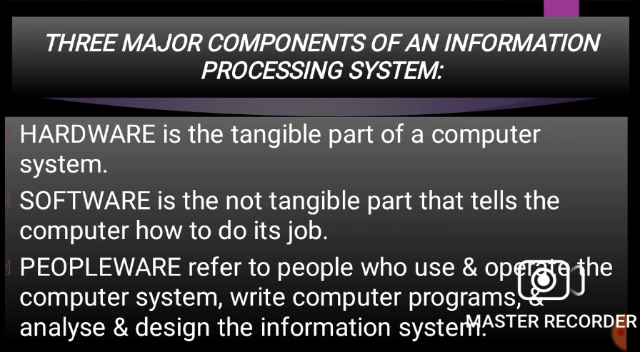 THREE MAJOR COMPONENTS OF AN INFORMATION
PROCESSING SYSTEM:
HARDWARE is the tangible part of a computer
system.
SOFTWARE is the not tangible part that tells the
computer how to do its job.
PEOPLEWARE refer to people who use & operate the
computer system, write computer programs, &
analyse & design the information system.
MASTER RECORDER